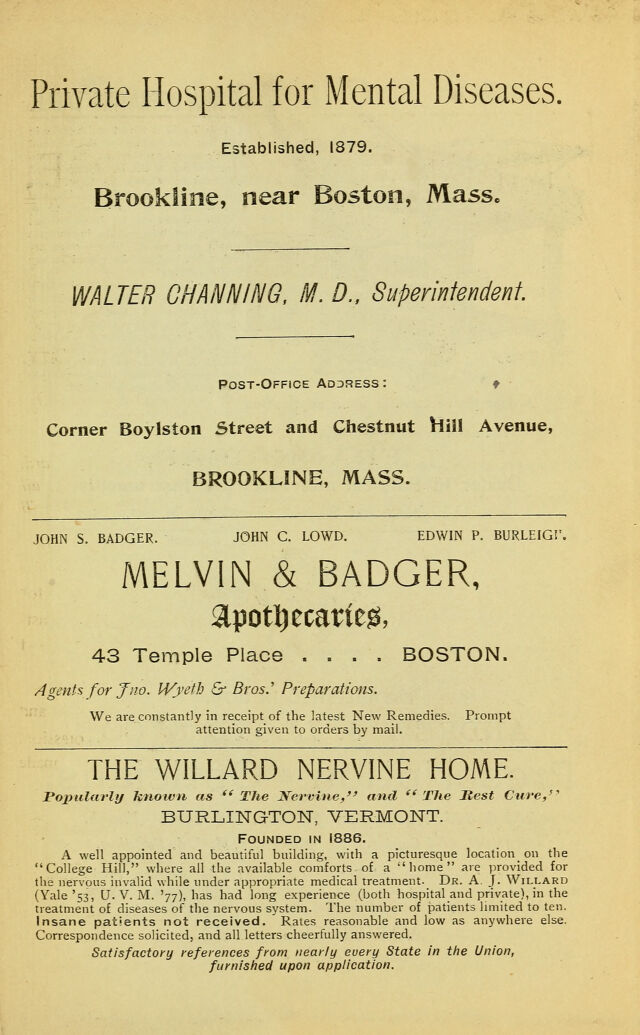 Private Hospital for Mental Diseases.
Established, 1879.
Brookline, near Boston, Mass.
WALTER CHANNING, M. D., Superintendent.
POST-OFFICE ADDRESS:
Corner Boylston Street and Chestnut Hill Avenue,
BROOKLINE, MASS.
JOHN S. BADGER. JOHN C. LOWD. EDWIN P. BURLEIGH.
MELVIN & BADGER,
Apothecaries,
43 Temple Place . . . . BOSTON.
Agents for Jno. Wyeth & Bros.' Preparations.
We are constantly in receipt of the latest New Remedies. Prompt
attention given to orders by mail.
THE WILLARD NERVINE HOME.
Popularly known as "The Nervine," and "The Rest Cure,"
BURLINGTON, VERMONT.
FOUNDED IN 1886.
A well appointed and beautiful building, with a picturesque location on the
"College Hill," where all the available comforts of a "home" are provided for
the nervous invalid while under appropriate medical treatment. DR. A. J. WILLARD
(Yale '53, U. V. M. '77), has had long experience (both hospital and private), in the
treatment of diseases of the nervous system. The number of patients limited to ten.
Insane patients not received. Rates reasonable and low as anywhere else.
Correspondence solicited, and all letters cheerfully answered.
Satisfactory references from nearly every State in the Union,
furnished upon application.